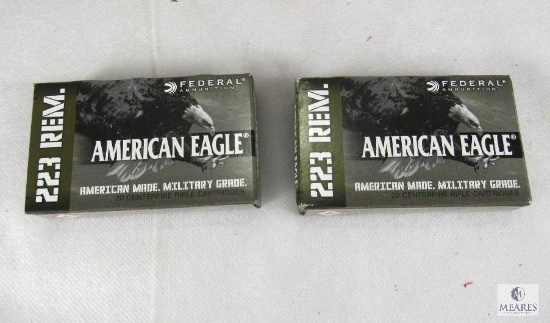 223 REM.
FEDERAL®
AMMUNITION
AMERICAN EAGLE®
AMERICAN MADE. MILITARY GRADE.
20 CENTERFIRE RIFLE CARTRIDGES
223 REM.
FEDERAL®
AMMUNITION
AMERICAN EAGLE®
AMERICAN MADE. MILITARY GRADE.
20 CENTERFIRE RIFLE CARTRIDGES
M
MEARES